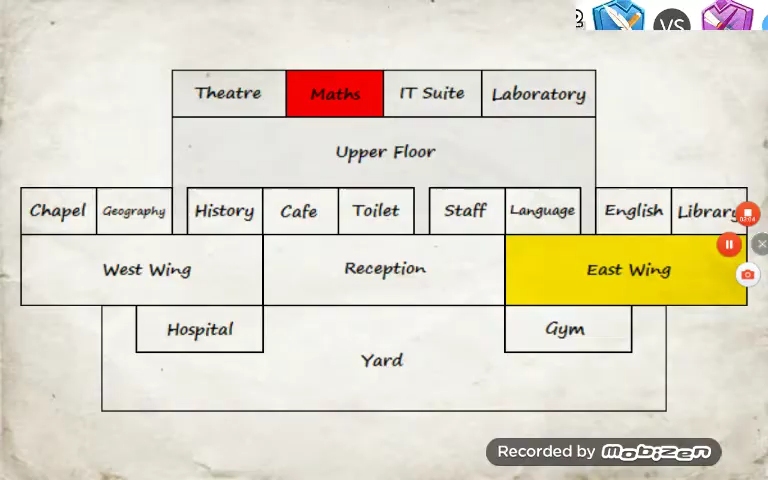 VS
Theatre Maths IT Suite Laboratory
Upper Floor
Chapel Geography History Cafe Toilet Staff Language English Library
West Wing Reception East Wing
Hospital Gym
Yard
Recorded by Mobizen